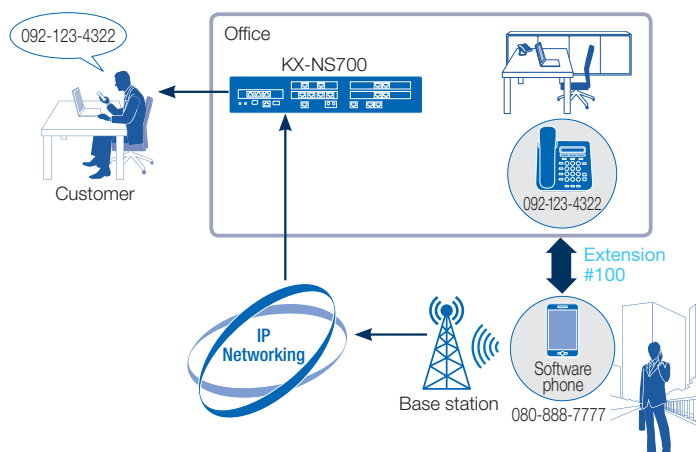 092-123-4322
Customer
Office
KX-NS700
092-123-4322
Extension
#100
IP
Networking
Base station
Software
phone
080-888-7777